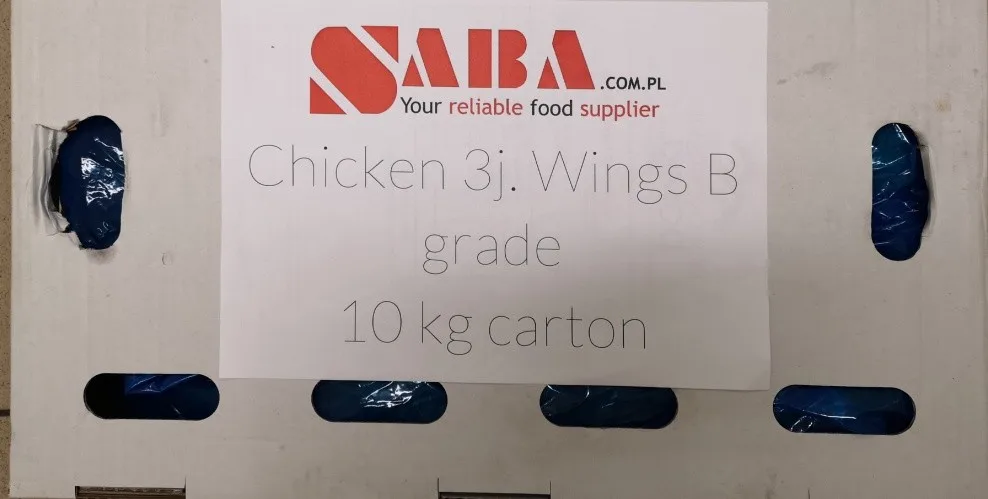 SABA.COM.PL
Your reliable food supplier
Chicken 3j. Wings B
grade
10 kg carton